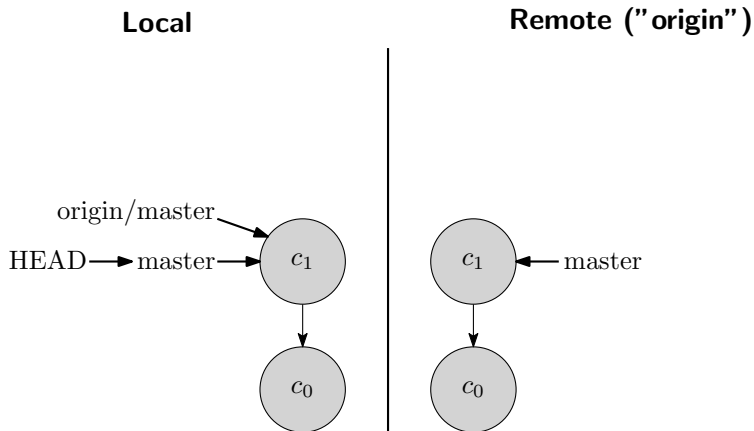 Local
Remote ("origin")
origin/master
HEAD master c₁
c₁ master
c₀
c₀